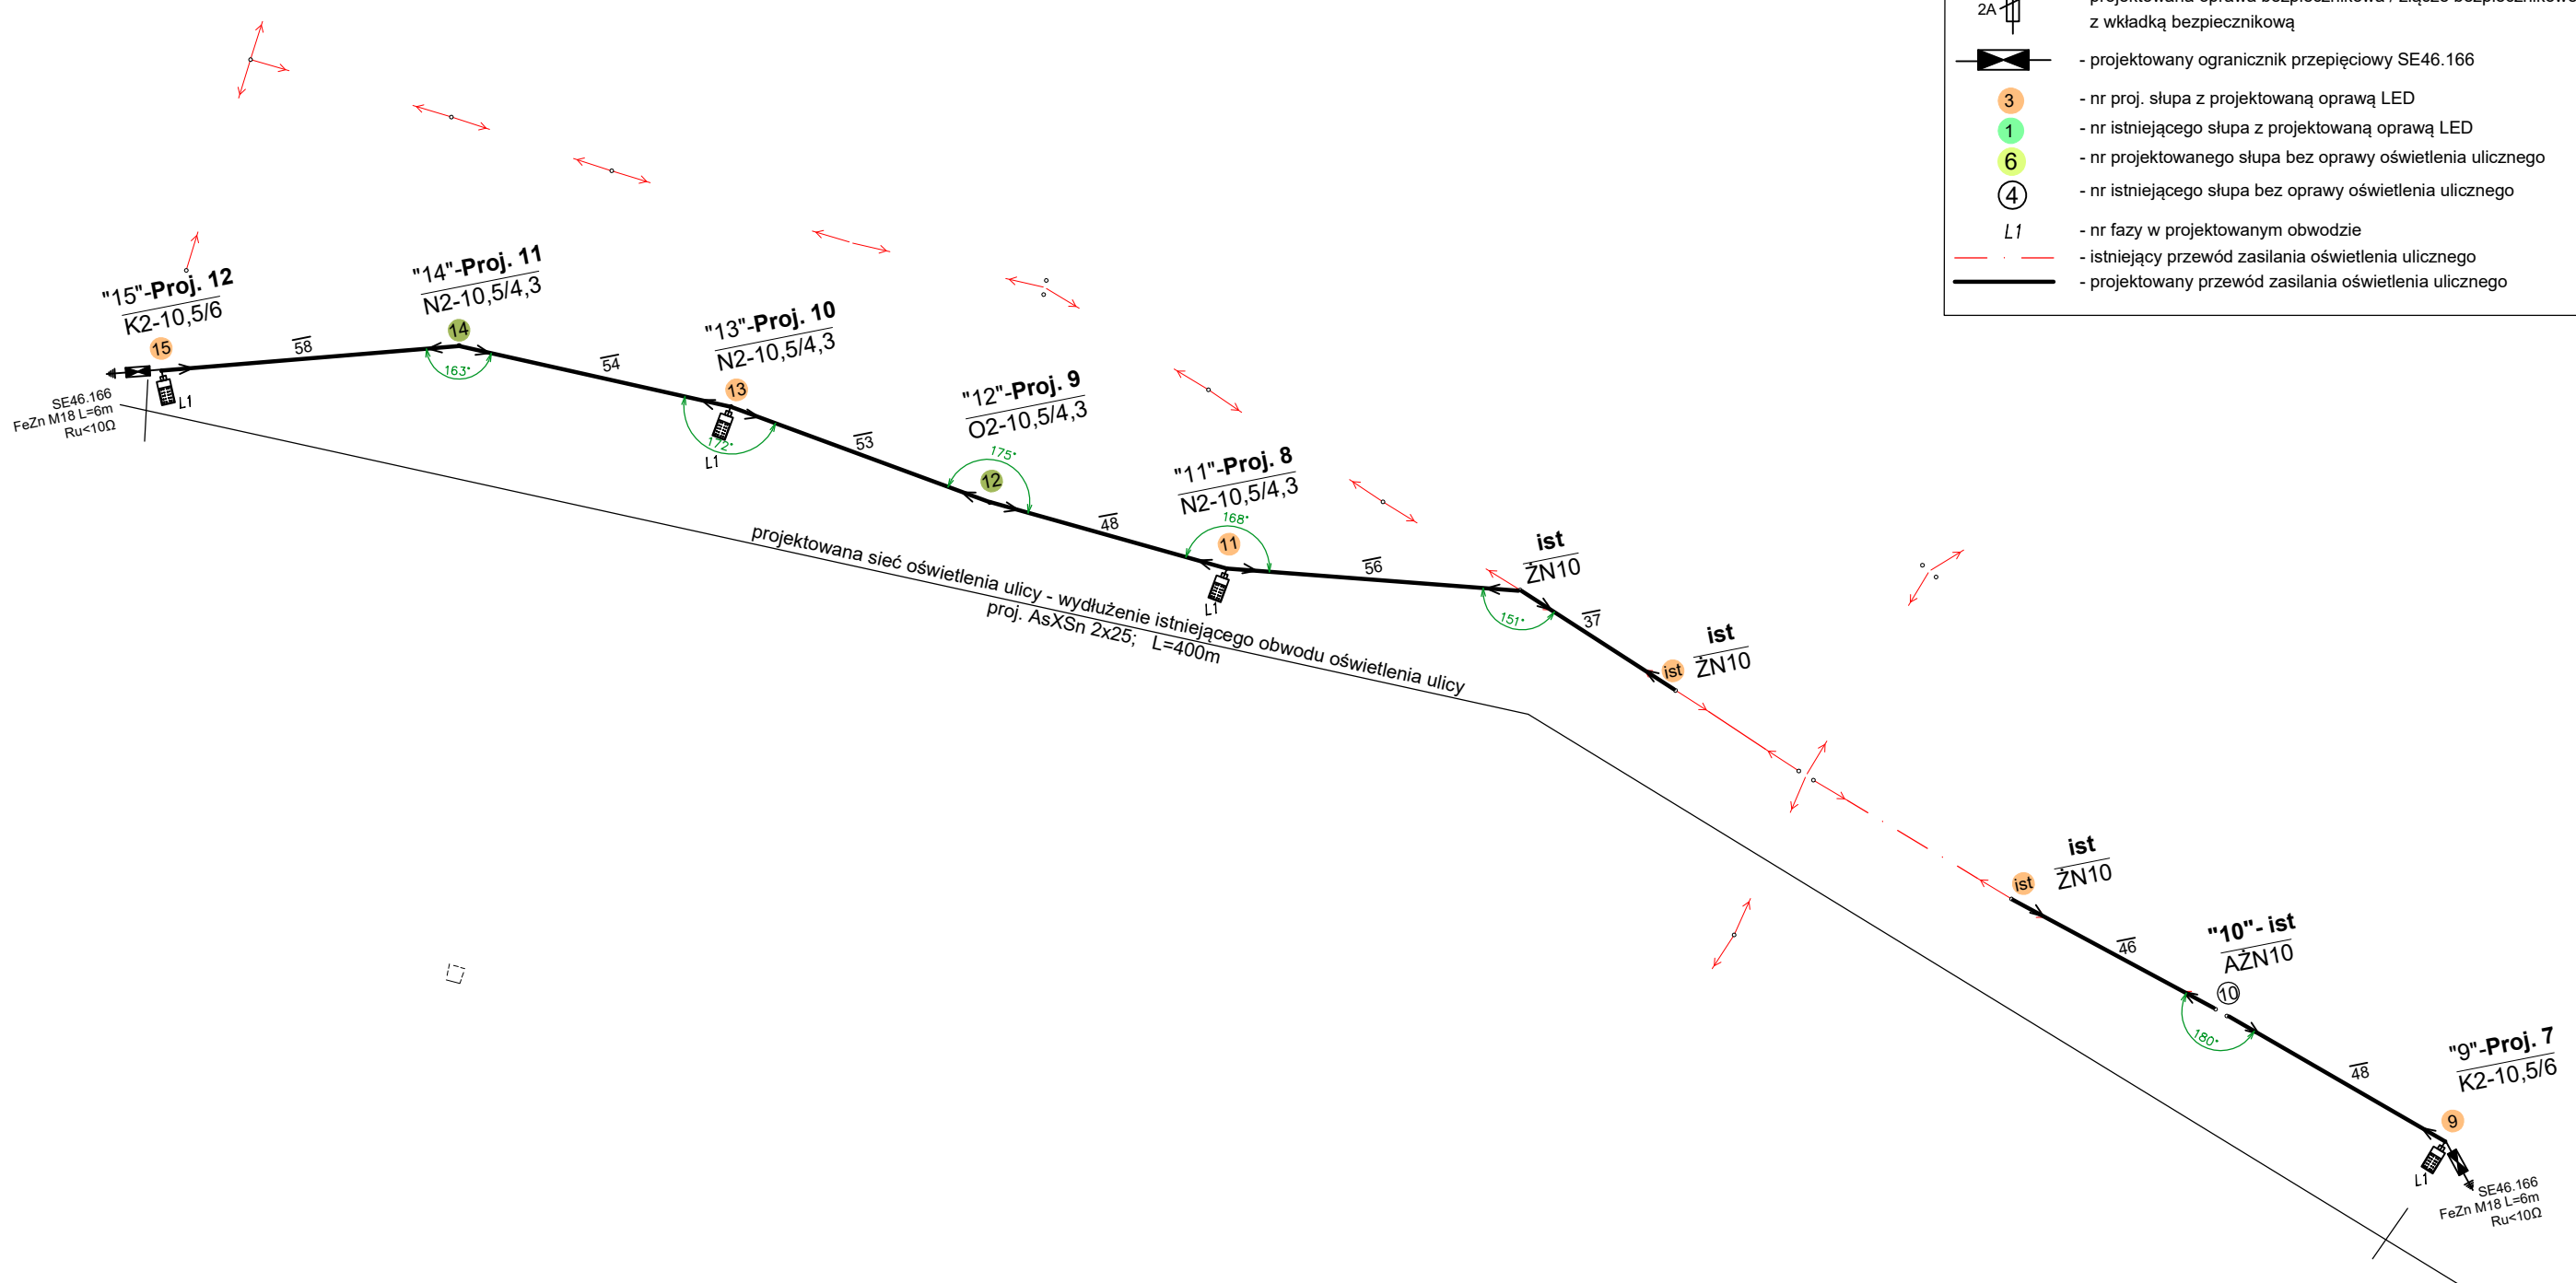 2A
z wkładką bezpiecznikową
- projektowany ogranicznik przepięciowy SE46.166
3 - nr proj. słupa z projektowaną oprawą LED
1 - nr istniejącego słupa z projektowaną oprawą LED
6 - nr projektowanego słupa bez oprawy oświetlenia ulicznego
4 - nr istniejącego słupa bez oprawy oświetlenia ulicznego
L1 - nr fazy w projektowanym obwodzie
- istniejący przewód zasilania oświetlenia ulicznego
- projektowany przewód zasilania oświetlenia ulicznego
"15"-Proj. 12
K2-10,5/6
15
58
SE46.166
FeZn M18 L=6m
Ru<10Ω
L1
"14"-Proj. 11
N2-10,5/4,3
14
163°
54
"13"-Proj. 10
N2-10,5/4,3
13
172°
L1
53
"12"-Proj. 9
O2-10,5/4,3
175°
12
48
"11"-Proj. 8
N2-10,5/4,3
168°
11
L1
56
projektowana sieć oświetlenia ulicy - wydłużenie istniejącego obwodu oświetlenia ulicy
proj. AsXSn 2x25; L=400m
ist
ŻN10
151°
37
ist
ŻN10
ist
ist
ŻN10
ist
46
"10"- ist
AŻN10
10
180°
48
"9"-Proj. 7
K2-10,5/6
9
L1
SE46.166
FeZn M18 L=6m
Ru<10Ω